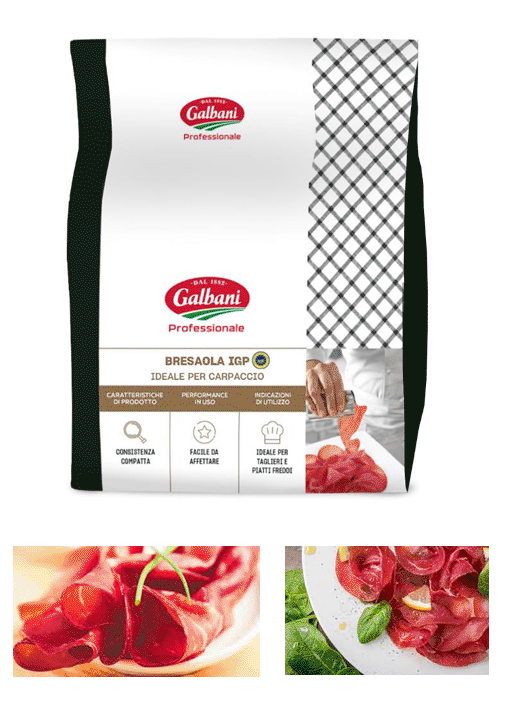 ·DAL 1882·
Galbani
Professionale
·DAL 1882·
Galbani
Professionale
BRESAOLA IGP
IDEALE PER CARPACCIO
CARATTERISTICHE
DI PRODOTTO
PERFORMANCE
IN USO
INDICAZIONI
DI UTILIZZO
CONSISTENZA
COMPATTA
FACILE DA
AFFETTARE
IDEALE PER
TAGLIERI E
PIATTI FREDDI